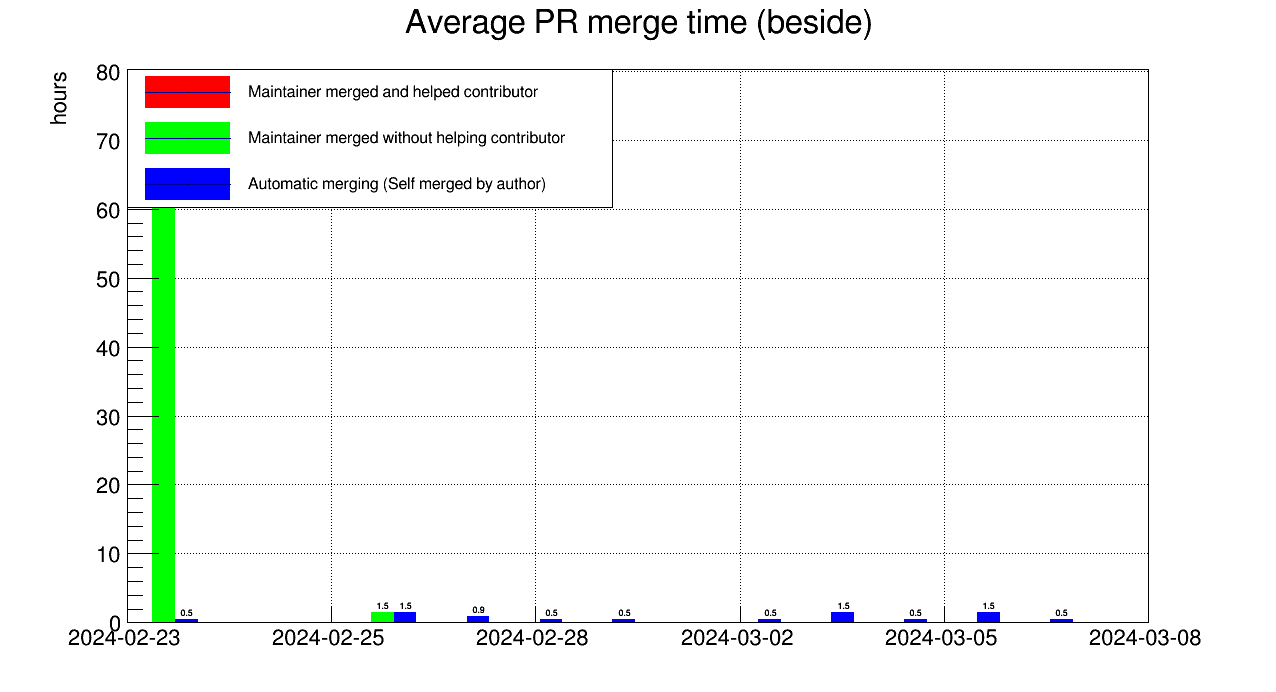 Average PR merge time (beside)
hours
80
70
60
50
40
30
20
10
0
Maintainer merged and helped contributor
Maintainer merged without helping contributor
Automatic merging (Self merged by author)
0.5 1.5 1.5 0.9 0.5 0.5 0.5 1.5 0.5 1.5 0.5
2024-02-23 2024-02-25 2024-02-28 2024-03-02 2024-03-05 2024-03-08